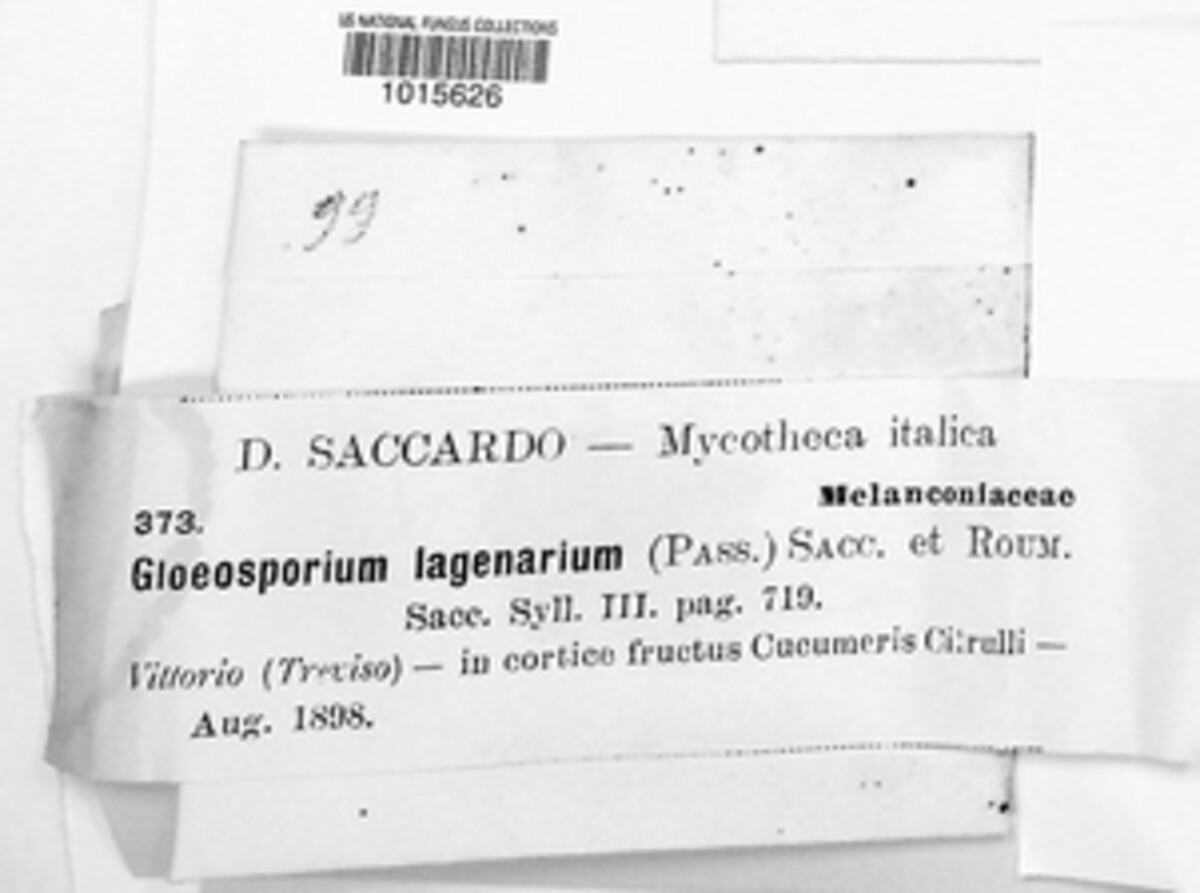 US NATIONAL FUNGUS COLLECTIONS
1015626
99
D. SACCARDO — Mycotheca italica
Melanconiaceae
373.
Gloeosporium lagenarium (PASS.) SACC. et ROUM.
Sacc. Syll. III. pag. 719.
Vittorio (Treviso) — in cortice fructus Cucumeris Citrulli —
Aug. 1898.